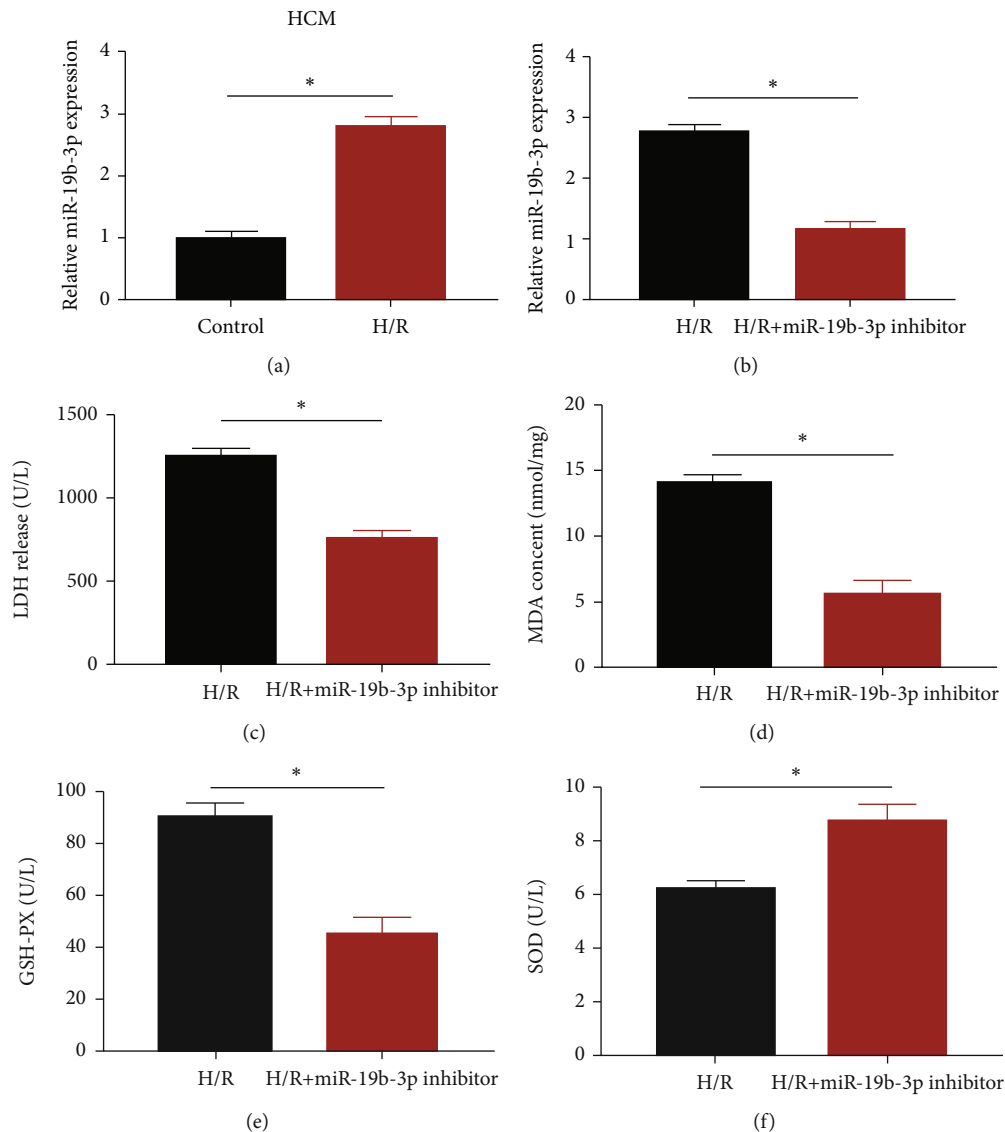 HCM
Relative miR-19b-3p expression
4
3
2
1
0
*
Control
H/R
(a)
Relative miR-19b-3p expression
4
3
2
1
0
*
H/R
H/R+miR-19b-3p inhibitor
(b)
LDH release (U/L)
1500
1000
500
0
*
H/R
H/R+miR-19b-3p inhibitor
(c)
MDA concent (nmol/mg)
20
15
10
5
0
*
H/R
H/R+miR-19b-3p inhibitor
(d)
GSH-PX (U/L)
100
80
60
40
20
0
*
H/R
H/R+miR-19b-3p inhibitor
(e)
SOD (U/L)
10
8
6
4
2
0
*
H/R
H/R+miR-19b-3p inhibitor
(f)